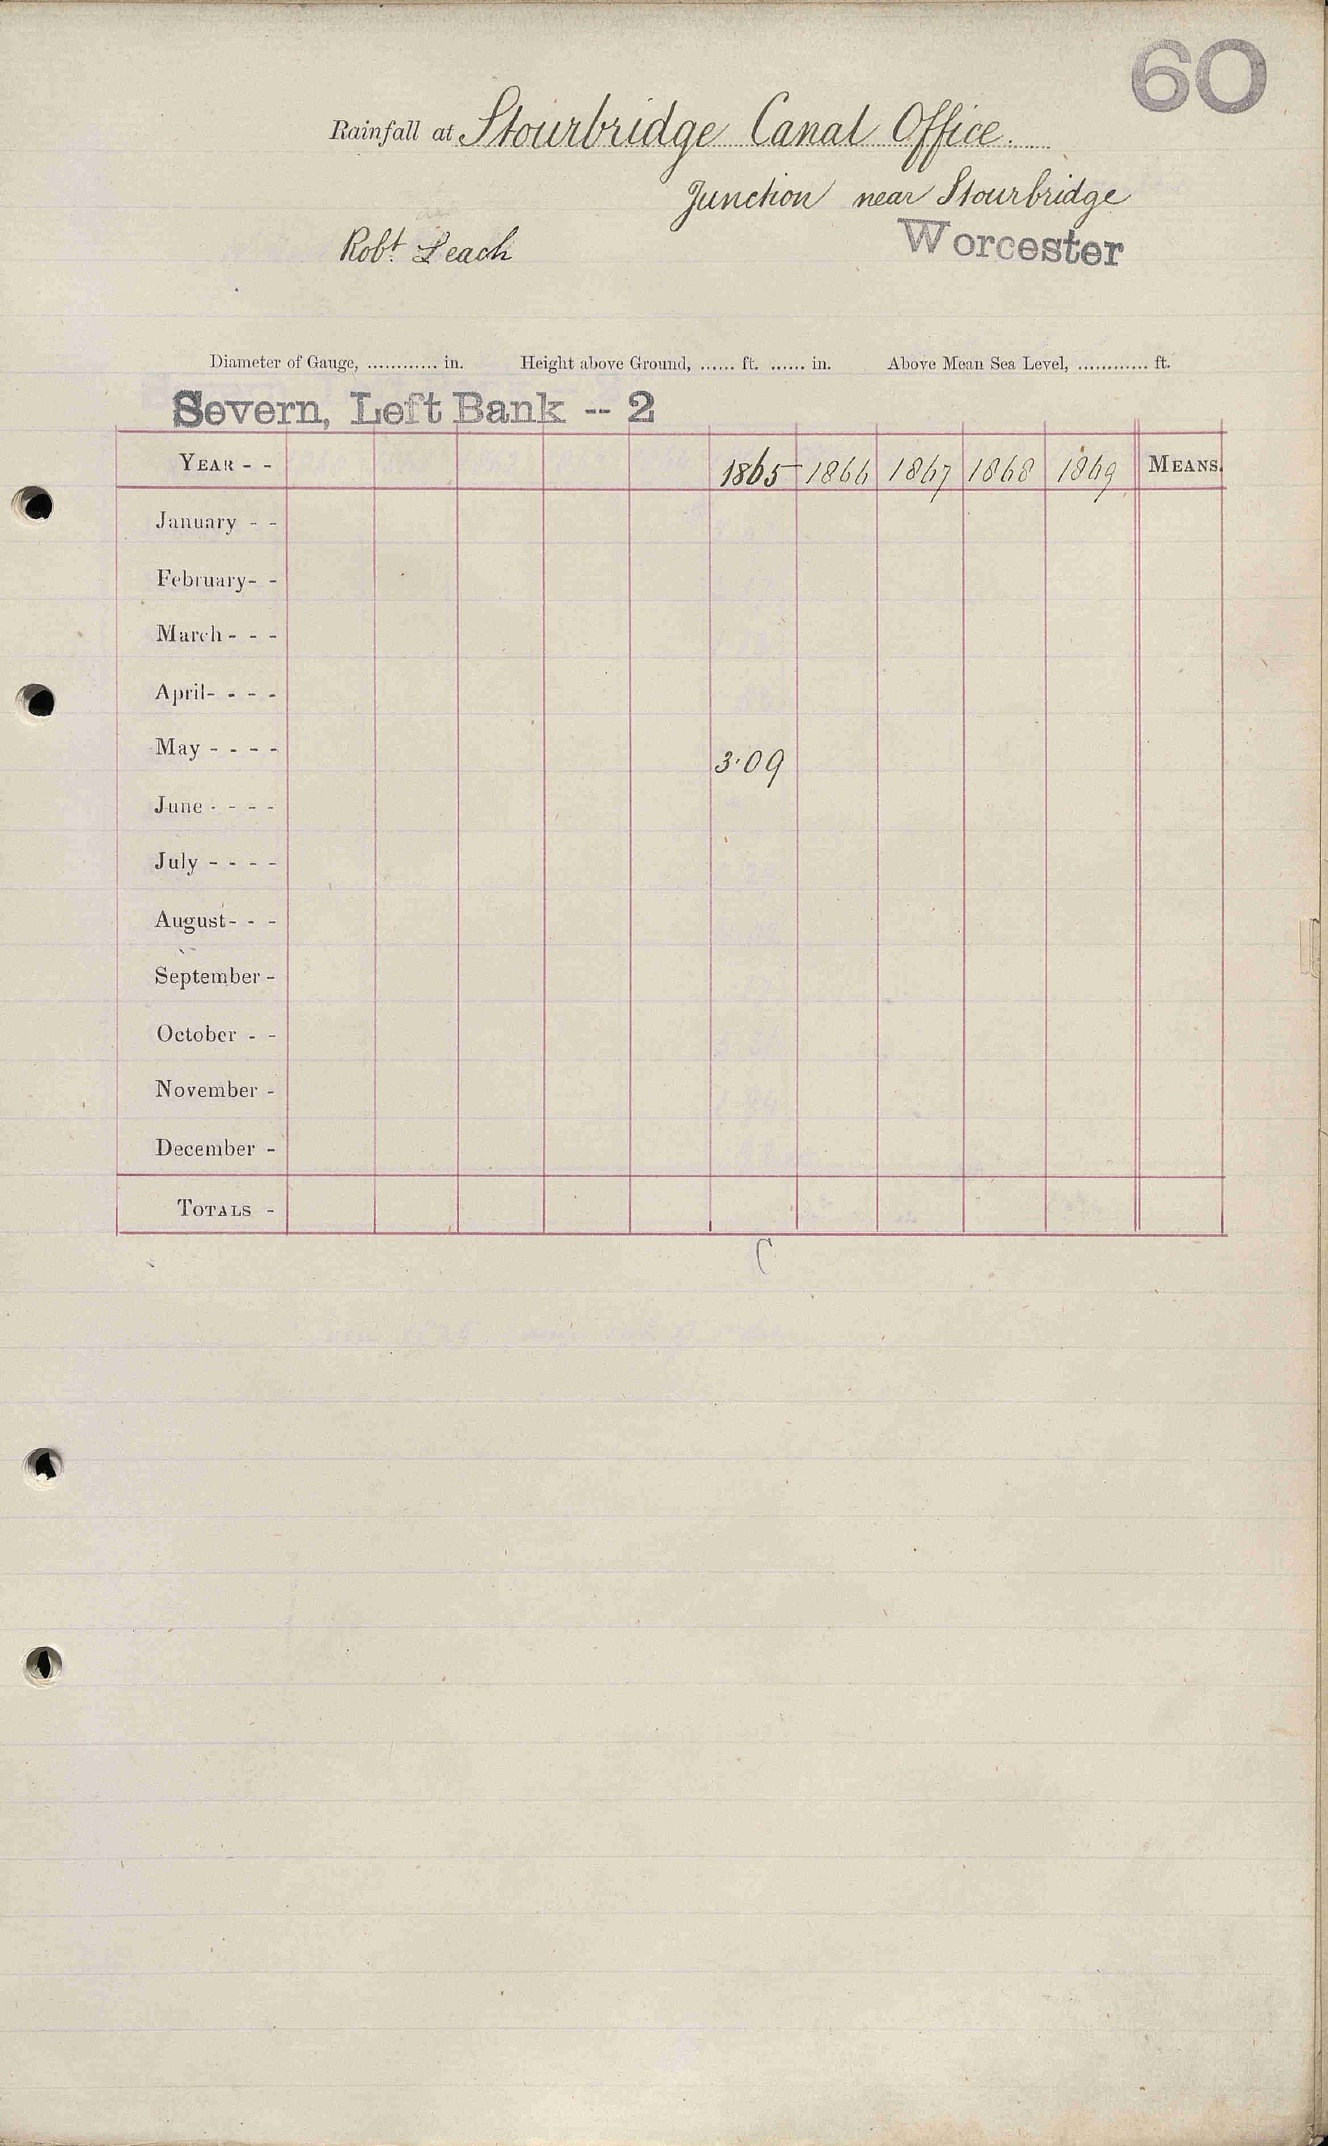 60
Rainfall at Stourbridge Canal Office.
Junction near Stourbridge
Robt. Leach
Worcester
Diameter of Gauge, ............ in. Height above Ground, ...... ft. ...... in. Above Mean Sea Level, ............ ft.
Severn, Left Bank -- 2
YEAR - - 1865 1866 1867 1868 1869 MEANS.
January - -
February- -
March - - -
April- - - -
May - - - - 3.09
June - - - -
July - - - -
August- - -
September -
October - -
November -
December -
TOTALS -